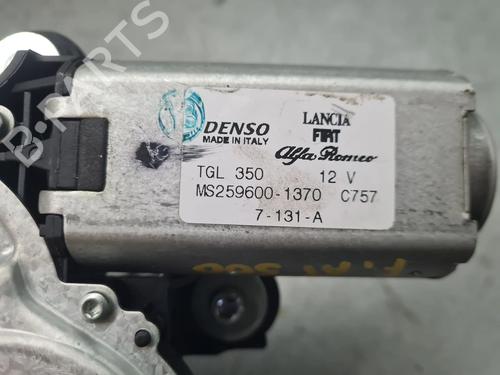 B-PARTS
DENSO
MADE IN ITALY
LANCIA
FIAT
Alfa Romeo
TGL 350 12 V
MS259600-1370 C757
7-131-A
FiAt 500